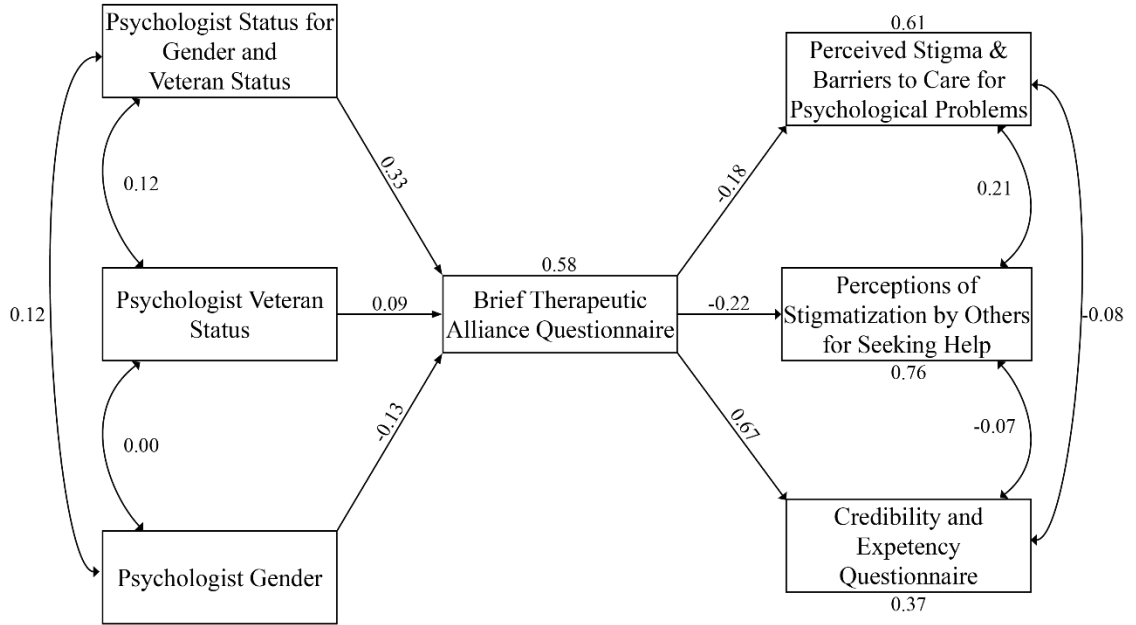 Psychologist Status for
Gender and
Veteran Status
0.61
Perceived Stigma &
Barriers to Care for
Psychological Problems
0.12
0.33
-0.18
0.21
0.12
Psychologist Veteran
Status
0.09
0.58
Brief Therapeutic
Alliance Questionnaire
-0.22
Perceptions of
Stigmatization by Others
for Seeking Help
0.76
-0.08
0.00
-0.13
0.67
-0.07
Psychologist Gender
Credibility and
Expetency
Questionnaire
0.37